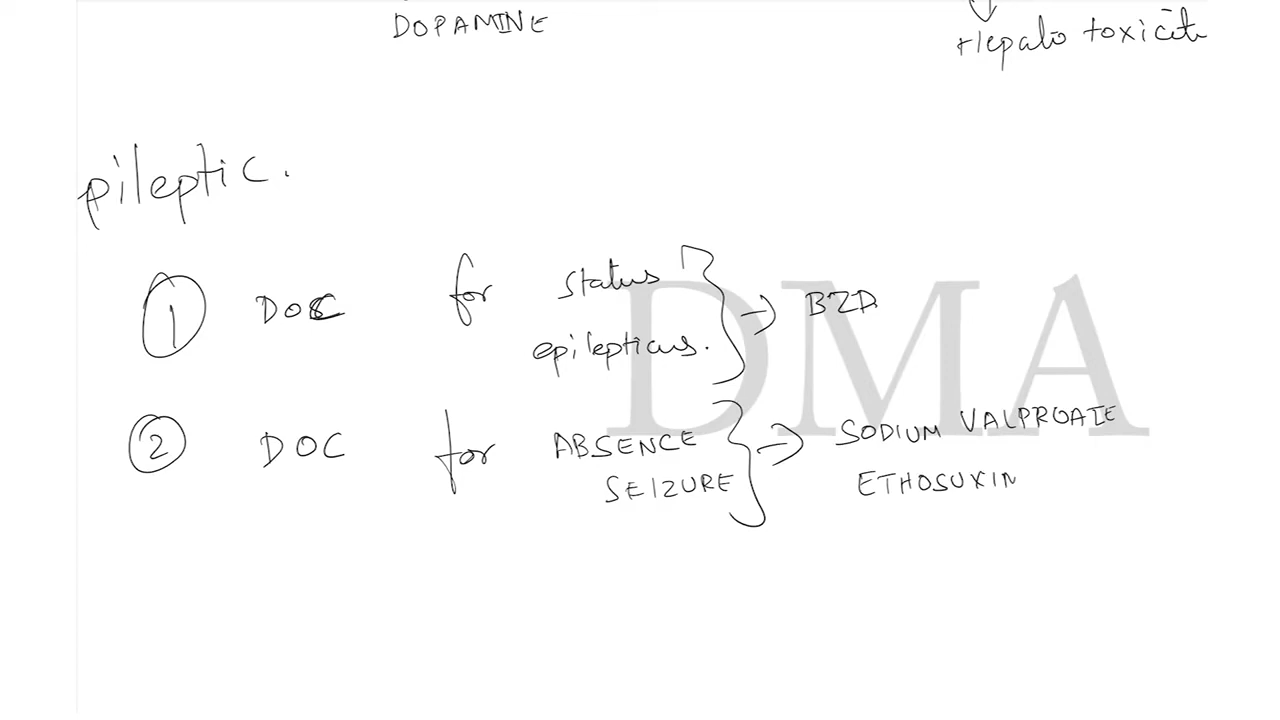 DOPAMINE
Hepato toxicit
pileptic.
1 DOC for status
epilepticus. → BZD
2 DOC for ABSENCE
SEIZURE → SODIUM VALPROATE
ETHOSUXIN
DMA